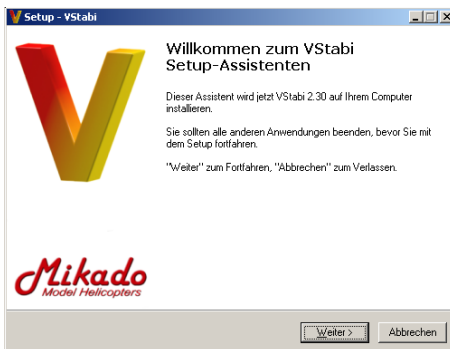 Setup - VStabi
Willkommen zum VStabi
Setup-Assistenten
Dieser Assistent wird jetzt VStabi 2.30 auf Ihrem Computer
installieren.
Sie sollten alle anderen Anwendungen beenden, bevor Sie mit
dem Setup fortfahren.
"Weiter" zum Fortfahren, "Abbrechen" zum Verlassen.
V
Mikado
Model Helicopters
Weiter >
Abbrechen